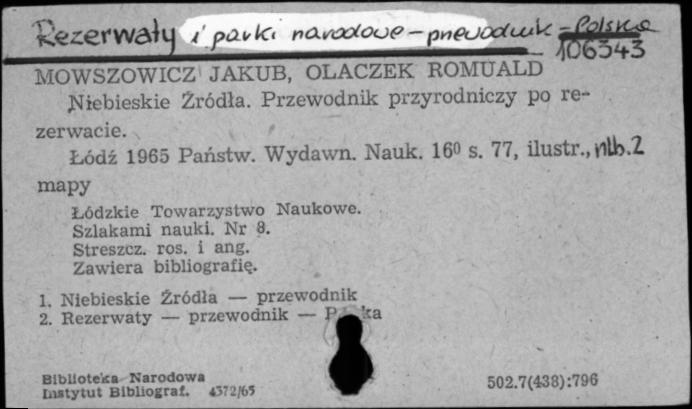 Rezerwaty i parki narodowe - przewodnik - Polska
106343
MOWSZOWICZ JAKUB, OLACZEK ROMUALD
Niebieskie Źródła. Przewodnik przyrodniczy po re-
zerwacie.
Łódź 1965 Państw. Wydawn. Nauk. 16⁰ s. 77, ilustr., nlb. 2
mapy
Łódzkie Towarzystwo Naukowe.
Szlakami nauki. Nr 8.
Streszcz. ros. i ang.
Zawiera bibliografię.
1. Niebieskie Źródła — przewodnik
2. Rezerwaty — przewodnik —
Biblioteka Narodowa
Instytut Bibliograf. 4372/65
502.7(438):796